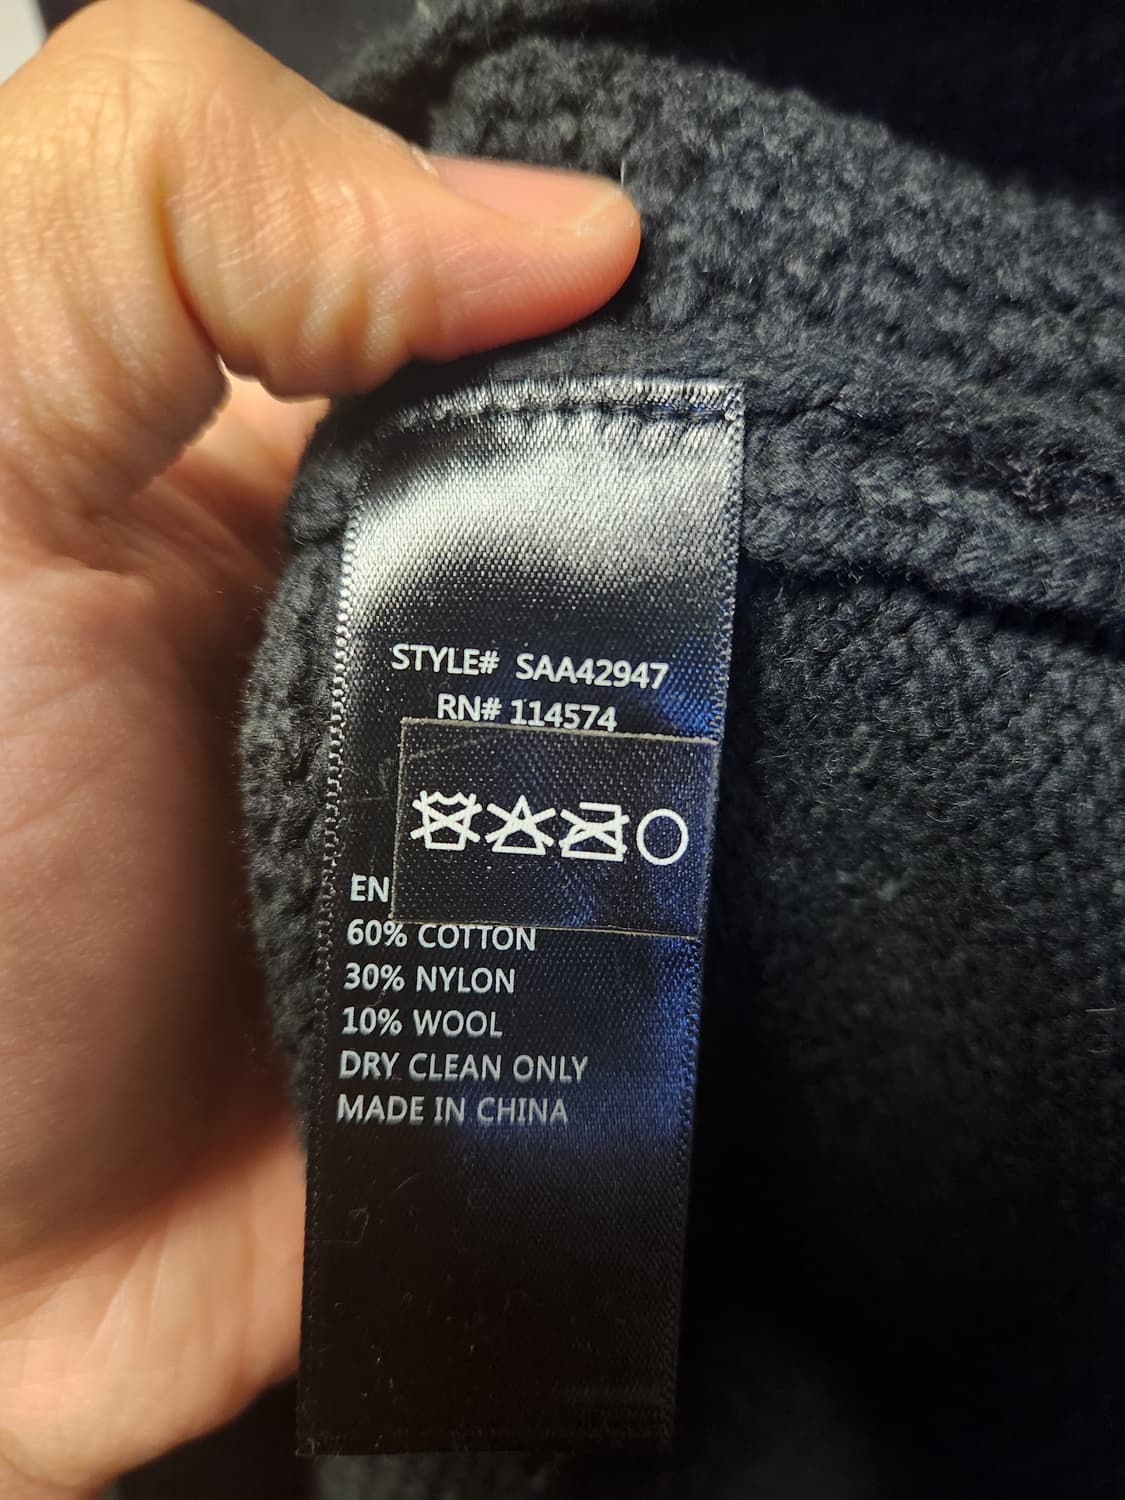 STYLE# SAA42947
RN# 114574
EN
60% COTTON
30% NYLON
10% WOOL
DRY CLEAN ONLY
MADE IN CHINA